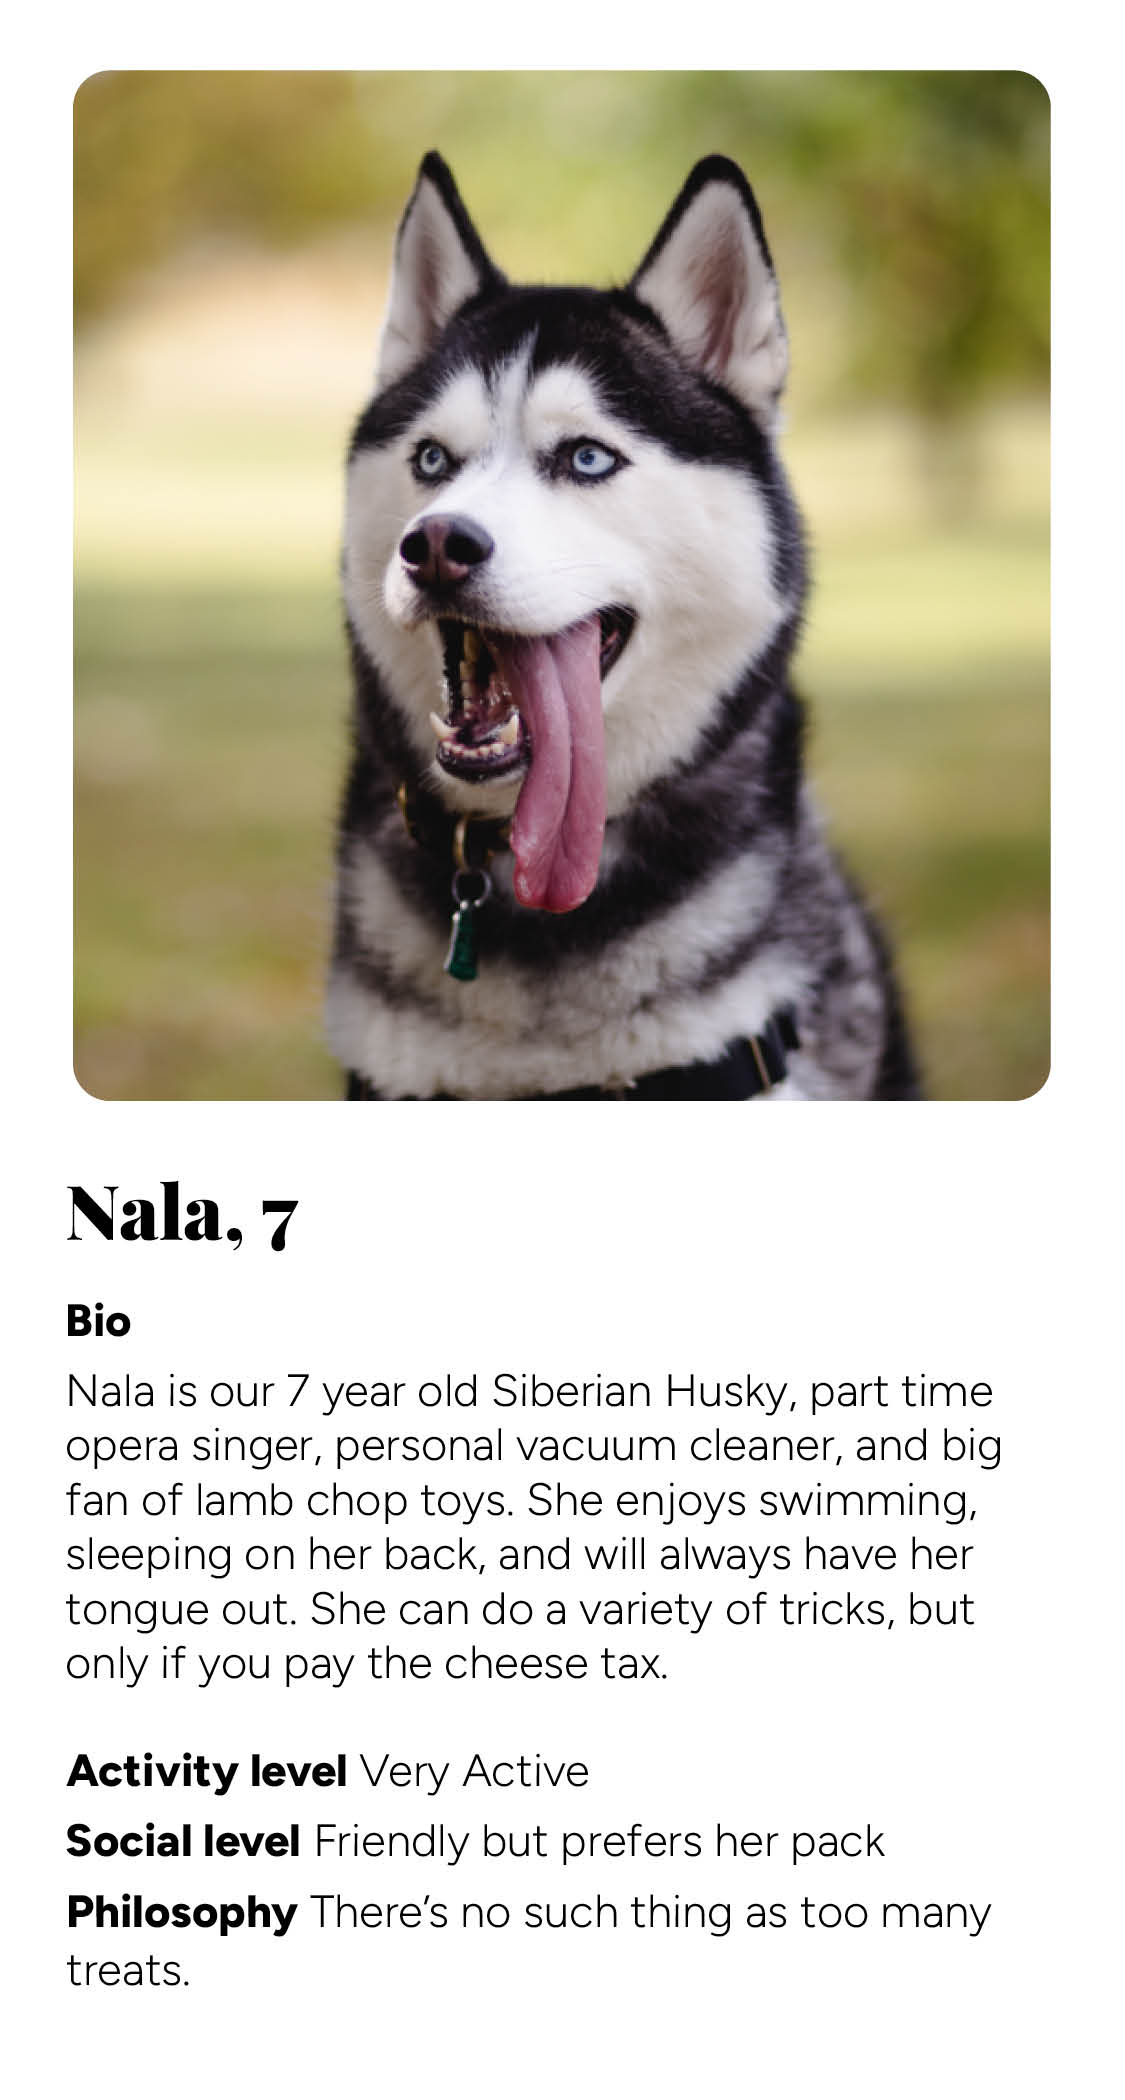 Nala, 7
Bio
Nala is our 7 year old Siberian Husky, part time
opera singer, personal vacuum cleaner, and big
fan of lamb chop toys. She enjoys swimming,
sleeping on her back, and will always have her
tongue out. She can do a variety of tricks, but
only if you pay the cheese tax.
Activity level Very Active
Social level Friendly but prefers her pack
Philosophy There’s no such thing as too many
treats.